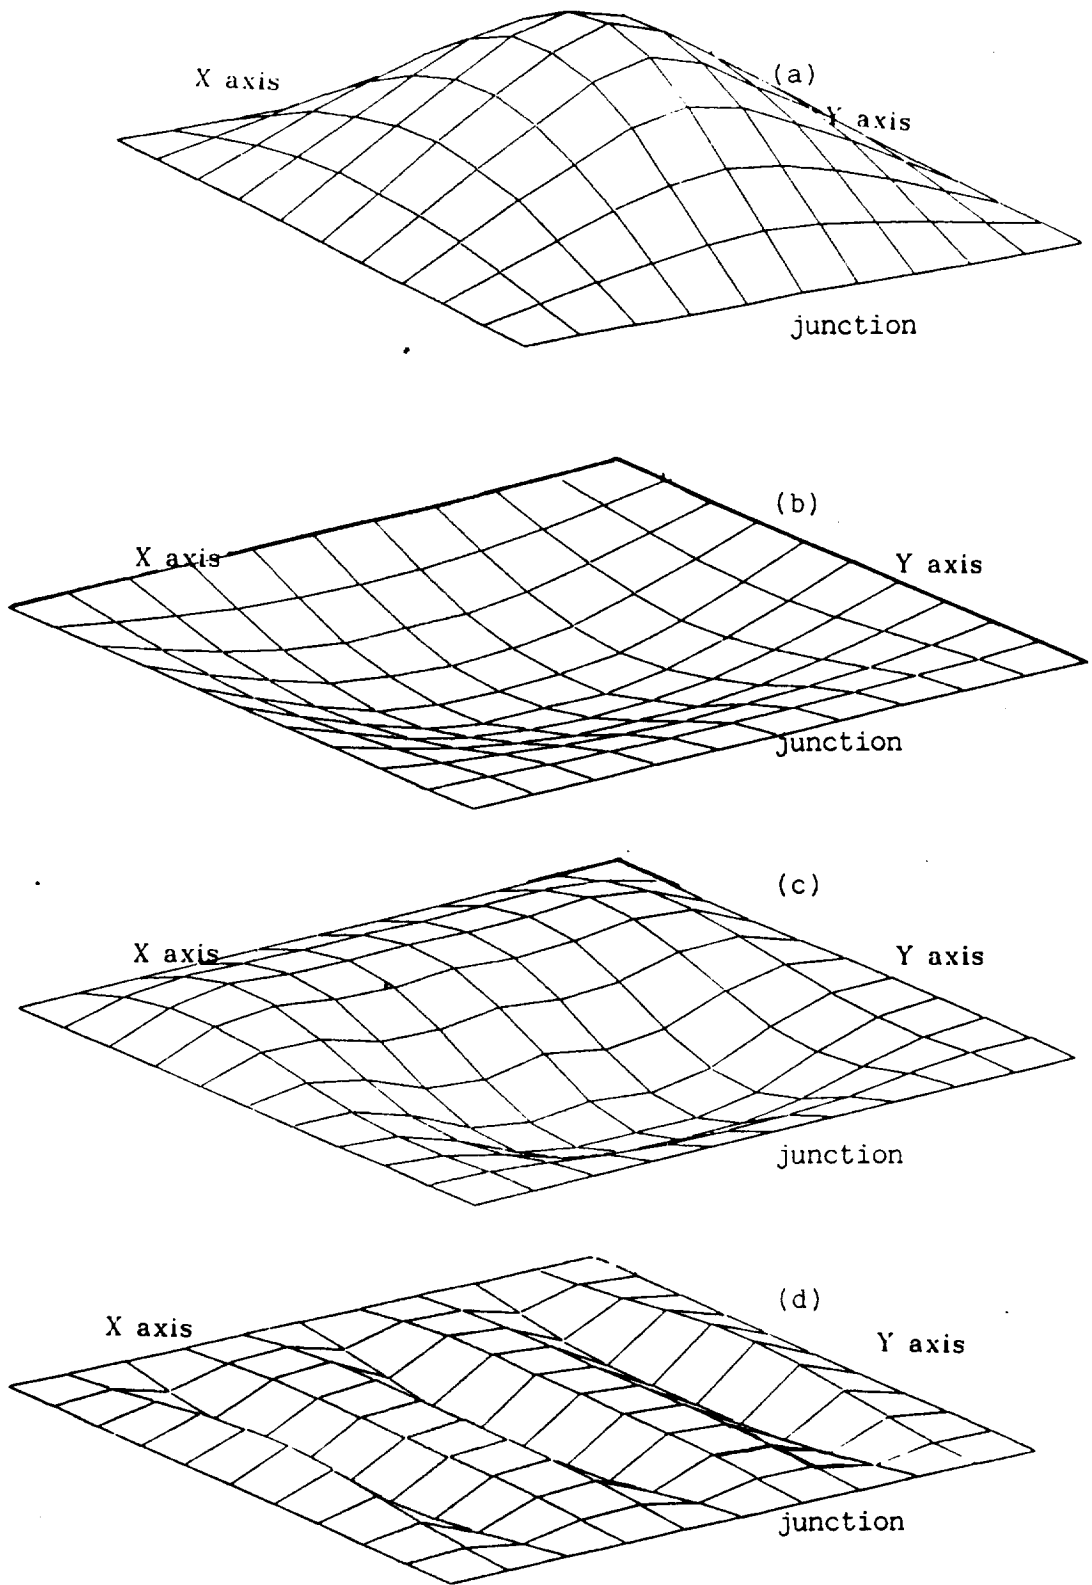 (a)
X axis
Y axis
junction
(b)
X axis
Y axis
junction
(c)
X axis
Y axis
junction
(d)
X axis
Y axis
junction